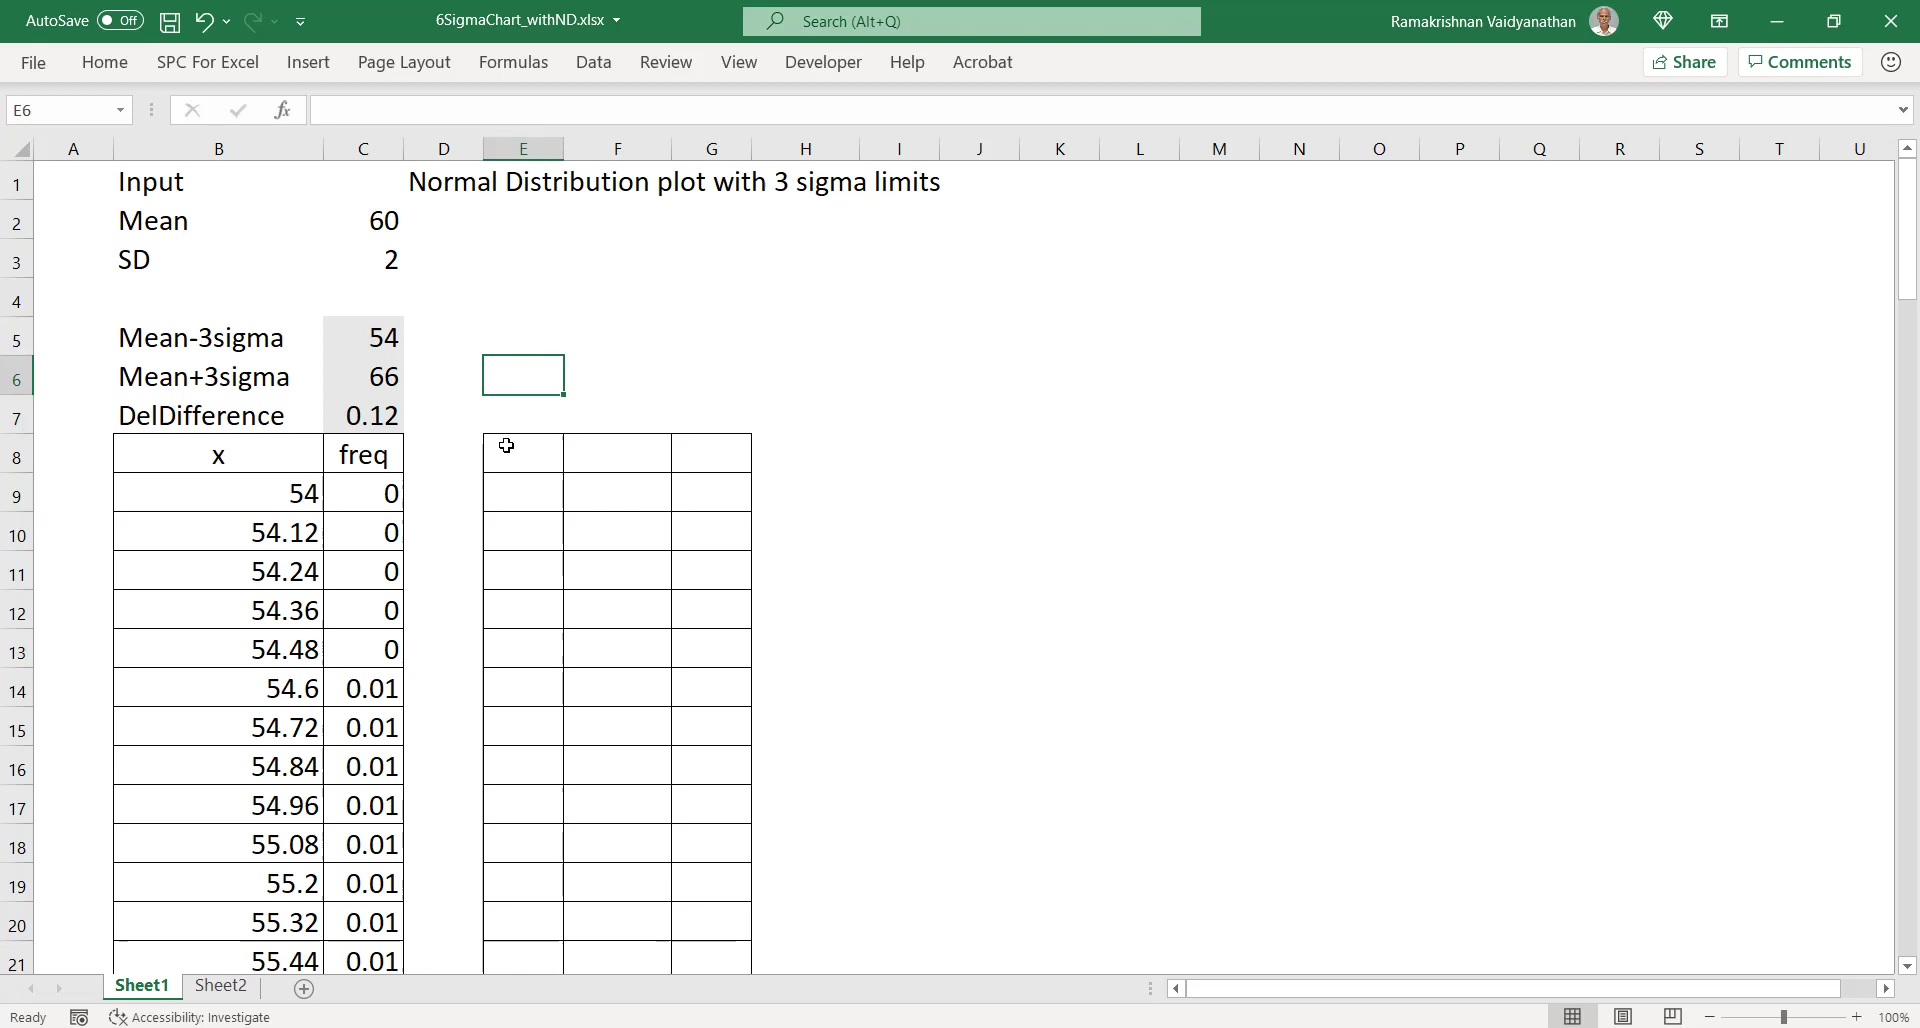 AutoSave Off 6SigmaChart_withND.xlsx Search (Alt+Q) Ramakrishnan Vaidyanathan
File Home SPC For Excel Insert Page Layout Formulas Data Review View Developer Help Acrobat Share Comments
E6 fx
A B C D E F G H I J K L M N O P Q R S T U
1 Input Normal Distribution plot with 3 sigma limits
2 Mean 60
3 SD 2
4
5 Mean-3sigma 54
6 Mean+3sigma 66
7 DelDifference 0.12
8 x freq
9 54 0
10 54.12 0
11 54.24 0
12 54.36 0
13 54.48 0
14 54.6 0.01
15 54.72 0.01
16 54.84 0.01
17 54.96 0.01
18 55.08 0.01
19 55.2 0.01
20 55.32 0.01
21 55.44 0.01
Sheet1 Sheet2
Ready Accessibility: Investigate 100%